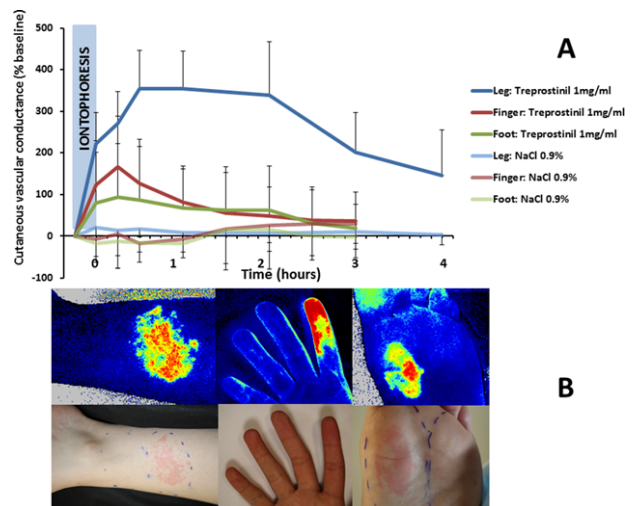 Cutaneous vascular conductance (% baseline)
500
400
300
200
100
0
-100
IONTOPHORESIS
0
1
2
3
4
Time (hours)
A
Leg: Treprostinil 1mg/ml
Finger: Treprostinil 1mg/ml
Foot: Treprostinil 1mg/ml
Leg: NaCl 0.9%
Finger: NaCl 0.9%
Foot: NaCl 0.9%
B